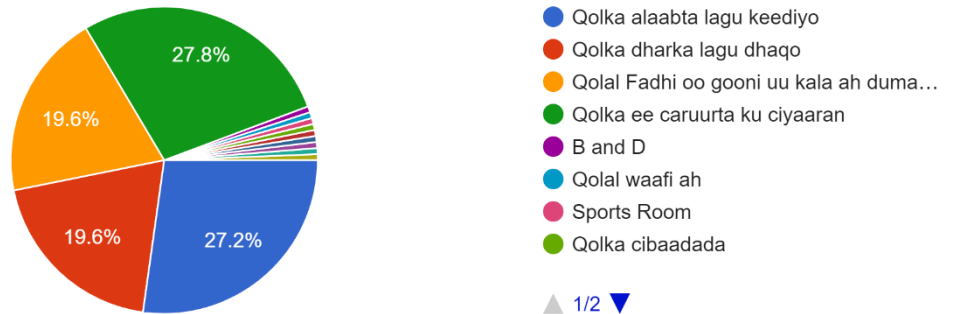 27.8%
19.6%
19.6%
27.2%
Qolka alaabta lagu keediyo
Qolka dharka lagu dhaqo
Qolal Fadhi oo gooni uu kala ah duma…
Qolka ee caruurta ku ciyaaran
B and D
Qolal waafi ah
Sports Room
Qolka cibaadada
1/2